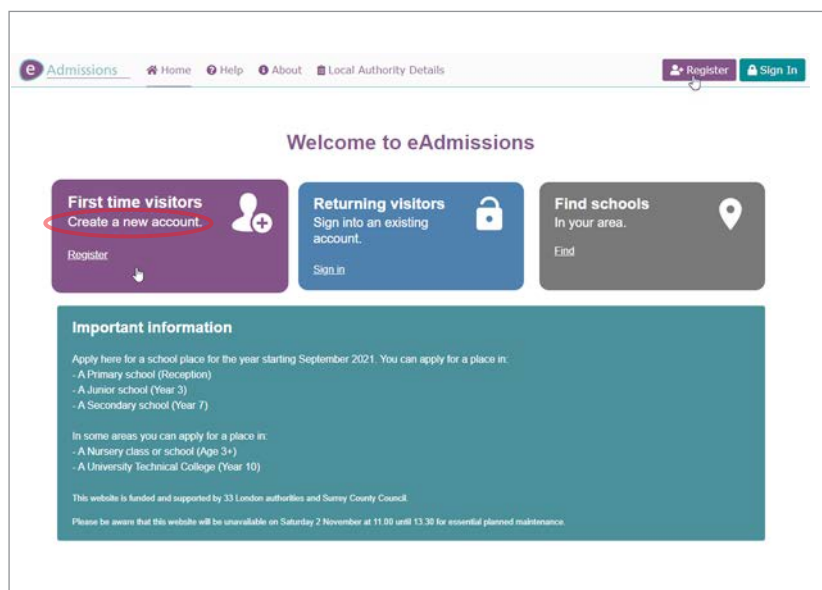 e Admissions Home Help About Local Authority Details Register Sign In
Welcome to eAdmissions
First time visitors
Create a new account.
Register
Returning visitors
Sign into an existing
account.
Sign in
Find schools
In your area.
Find
Important information
Apply here for a school place for the year starting September 2021. You can apply for a place in:
- A Primary school (Reception)
- A Junior school (Year 3)
- A Secondary school (Year 7)
In some areas you can apply for a place in:
- A Nursery class or school (Age 3+)
- A University Technical College (Year 10)
This website is funded and supported by 33 London authorities and Surrey County Council.
Please be aware that this website will be unavailable on Saturday 2 November at 11.00 until 13.30 for essential planned maintenance.